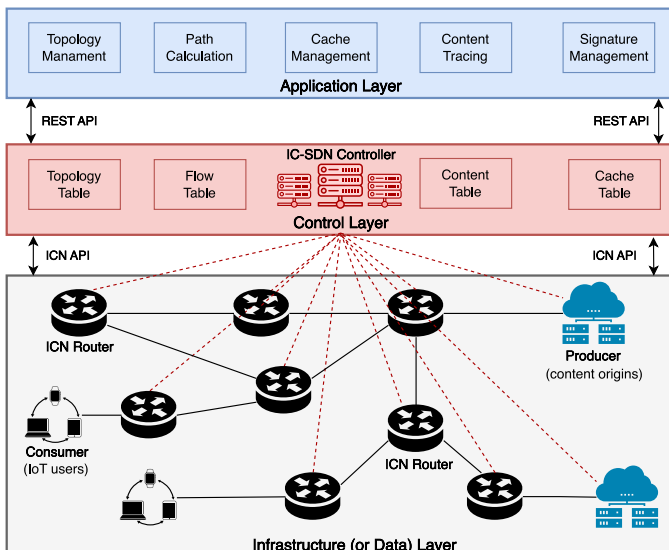 Topology
Manament
Path
Calculation
Cache
Management
Content
Tracing
Signature
Management
Application Layer
REST API
REST API
IC-SDN Controller
Topology
Table
Flow
Table
Content
Table
Cache
Table
Control Layer
ICN API
ICN API
ICN Router
Producer
(content origins)
Consumer
(IoT users)
ICN Router
Infrastructure (or Data) Layer